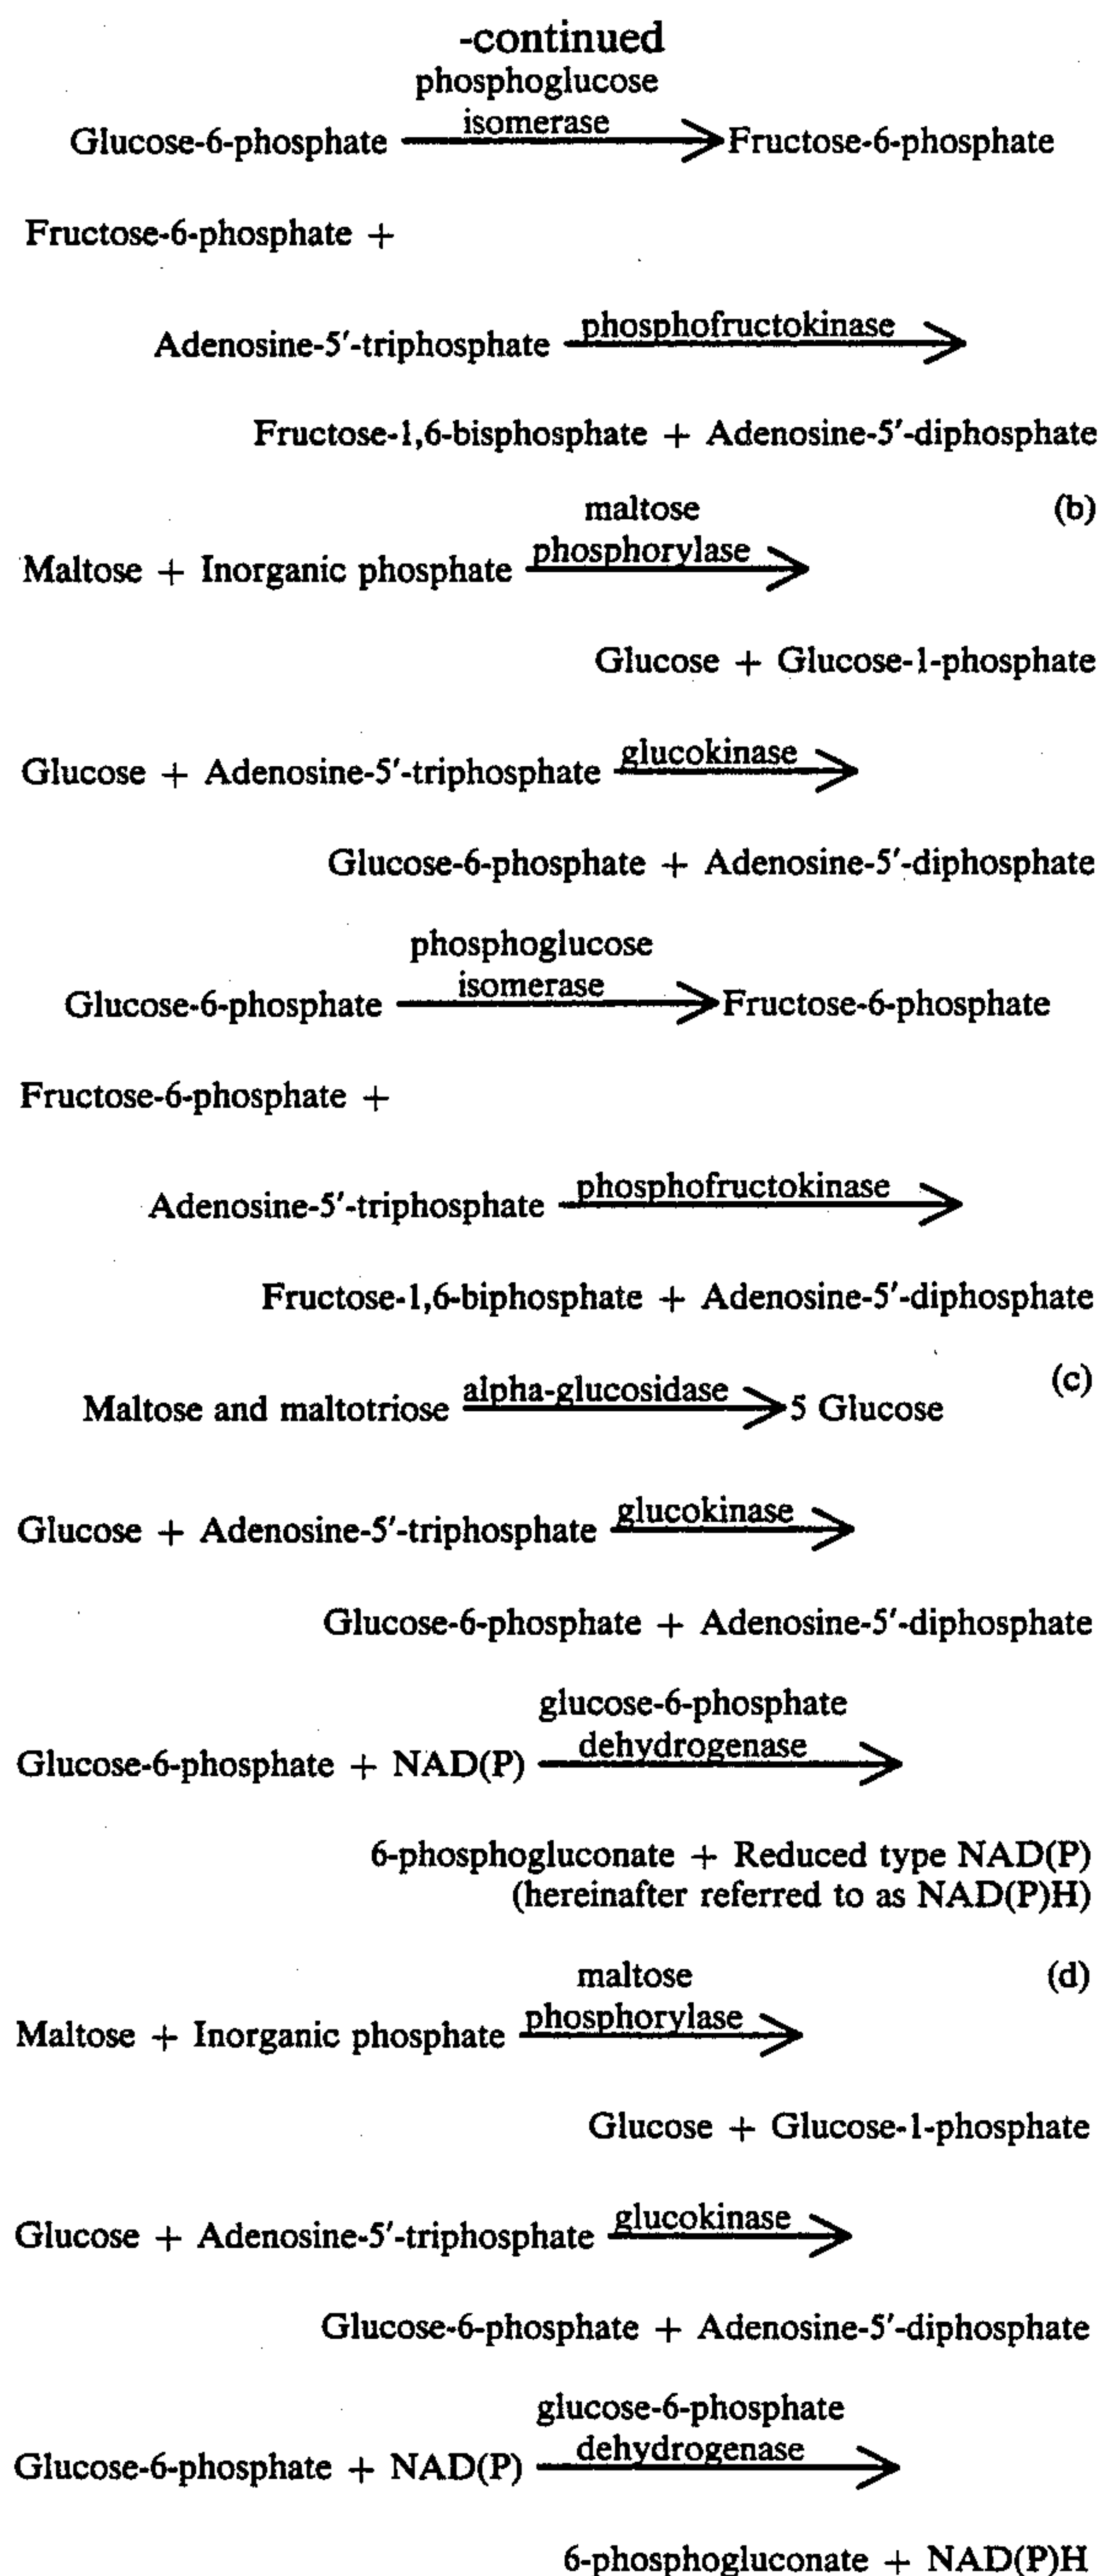 -continued
phosphoglucose
isomerase
Glucose-6-phosphate ⟶ Fructose-6-phosphate
Fructose-6-phosphate +
phosphofructokinase
Adenosine-5′-triphosphate ⟶
Fructose-1,6-bisphosphate + Adenosine-5′-diphosphate
maltose (b)
phosphorylase
Maltose + Inorganic phosphate ⟶
Glucose + Glucose-1-phosphate
glucokinase
Glucose + Adenosine-5′-triphosphate ⟶
Glucose-6-phosphate + Adenosine-5′-diphosphate
phosphoglucose
isomerase
Glucose-6-phosphate ⟶ Fructose-6-phosphate
Fructose-6-phosphate +
phosphofructokinase
Adenosine-5′-triphosphate ⟶
Fructose-1,6-biphosphate + Adenosine-5′-diphosphate
alpha-glucosidase (c)
Maltose and maltotriose ⟶ 5 Glucose
glucokinase
Glucose + Adenosine-5′-triphosphate ⟶
Glucose-6-phosphate + Adenosine-5′-diphosphate
glucose-6-phosphate
dehydrogenase
Glucose-6-phosphate + NAD(P) ⟶
6-phosphogluconate + Reduced type NAD(P)
(hereinafter referred to as NAD(P)H)
maltose (d)
phosphorylase
Maltose + Inorganic phosphate ⟶
Glucose + Glucose-1-phosphate
glucokinase
Glucose + Adenosine-5′-triphosphate ⟶
Glucose-6-phosphate + Adenosine-5′-diphosphate
glucose-6-phosphate
dehydrogenase
Glucose-6-phosphate + NAD(P) ⟶
6-phosphogluconate + NAD(P)H